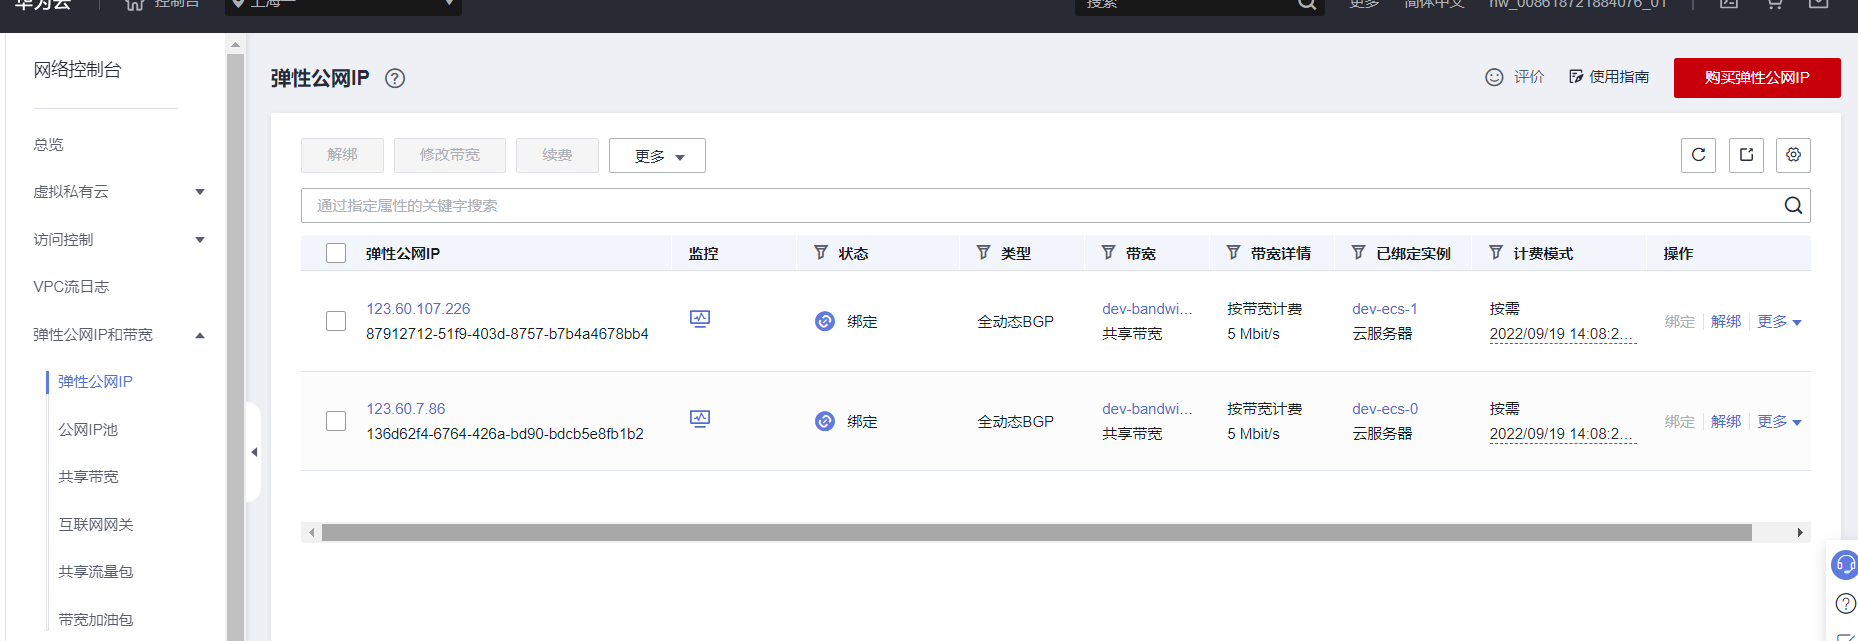 华为云 控制台 上海一 搜索 更多 简体中文 hw_008618721884076_01
网络控制台
总览
虚拟私有云
访问控制
VPC流日志
弹性公网IP和带宽
弹性公网IP
公网IP池
共享带宽
互联网网关
共享流量包
带宽加油包
弹性公网IP ? 评价 使用指南 购买弹性公网IP
解绑 修改带宽 续费 更多
通过指定属性的关键字搜索
弹性公网IP 监控 状态 类型 带宽 带宽详情 已绑定实例 计费模式 操作
123.60.107.226 dev-bandwi... 按带宽计费 dev-ecs-1 按需
绑定 全动态BGP 绑定 解绑 更多
87912712-51f9-403d-8757-b7b4a4678bb4 共享带宽 5 Mbit/s 云服务器 2022/09/19 14:08:2...
123.60.7.86 dev-bandwi... 按带宽计费 dev-ecs-0 按需
绑定 全动态BGP 绑定 解绑 更多
136d62f4-6764-426a-bd90-bdcb5e8fb1b2 共享带宽 5 Mbit/s 云服务器 2022/09/19 14:08:2...